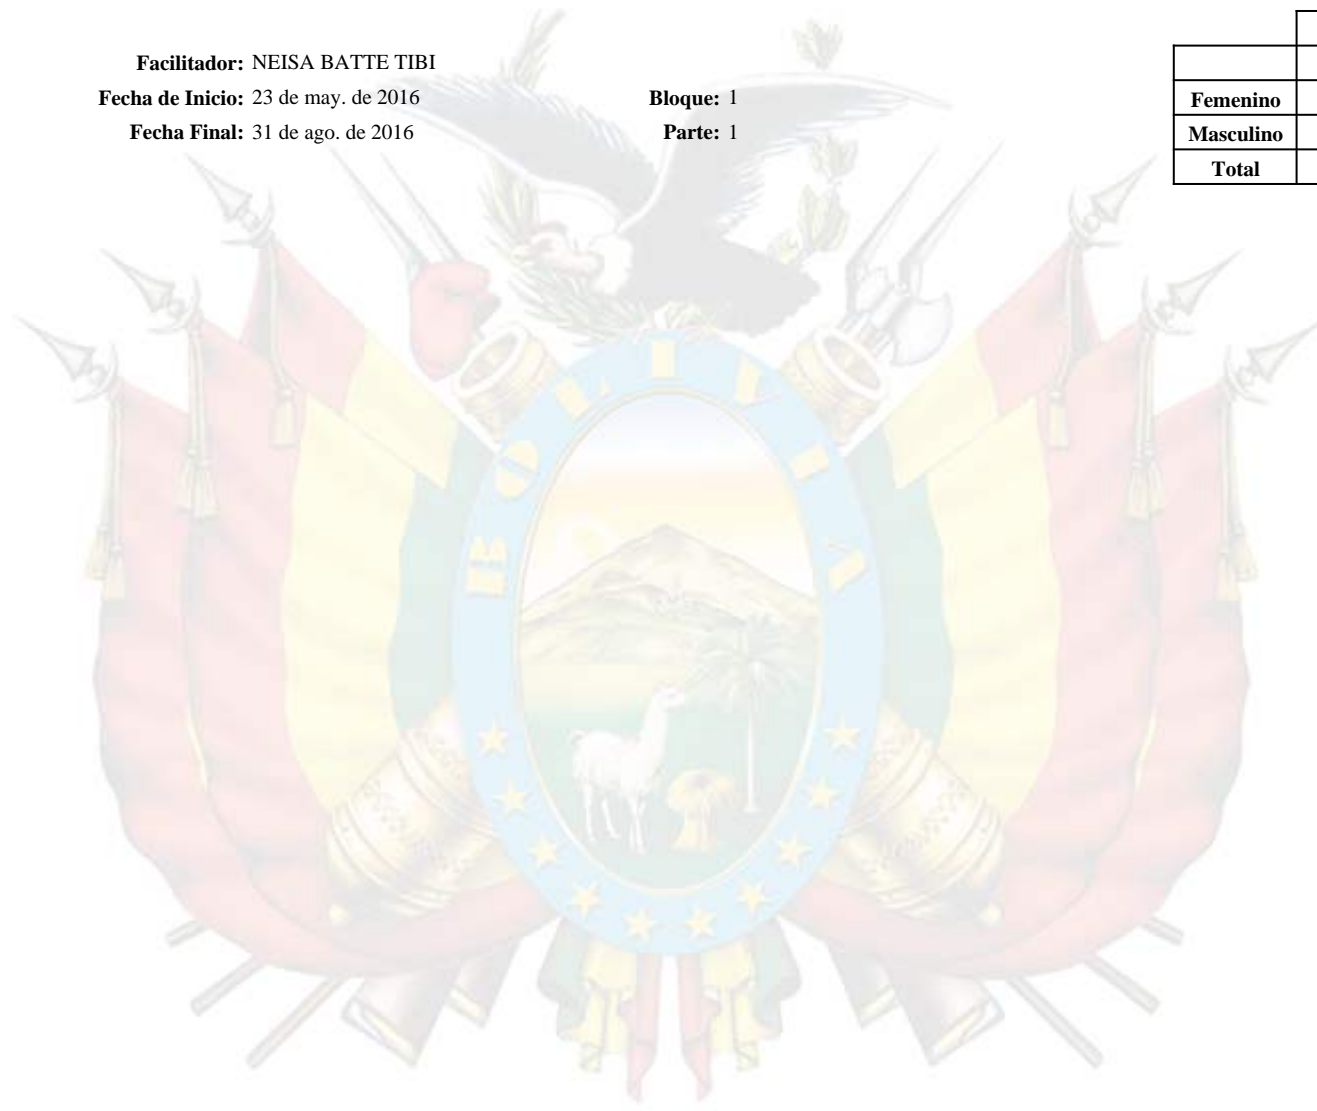 Facilitador: NEISA BATTE TIBI
Fecha de Inicio: 23 de may. de 2016 Bloque: 1
Fecha Final: 31 de ago. de 2016 Parte: 1
Femenino
Masculino
Total
BOLIVIA